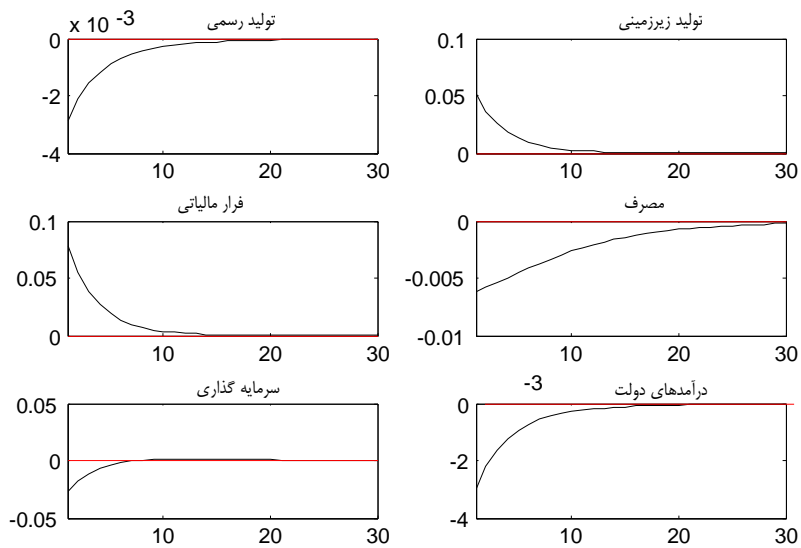 تولید رسمی
x 10 -3
0
-2
-4
10 20 30
تولید زیرزمینی
0.1
0.05
0
10 20 30
فرار مالیاتی
0.1
0.05
0
10 20 30
مصرف
0
-0.005
-0.01
10 20 30
سرمایه گذاری
0.05
0
-0.05
10 20 30
درآمدهای دولت
-3
0
-2
-4
10 20 30